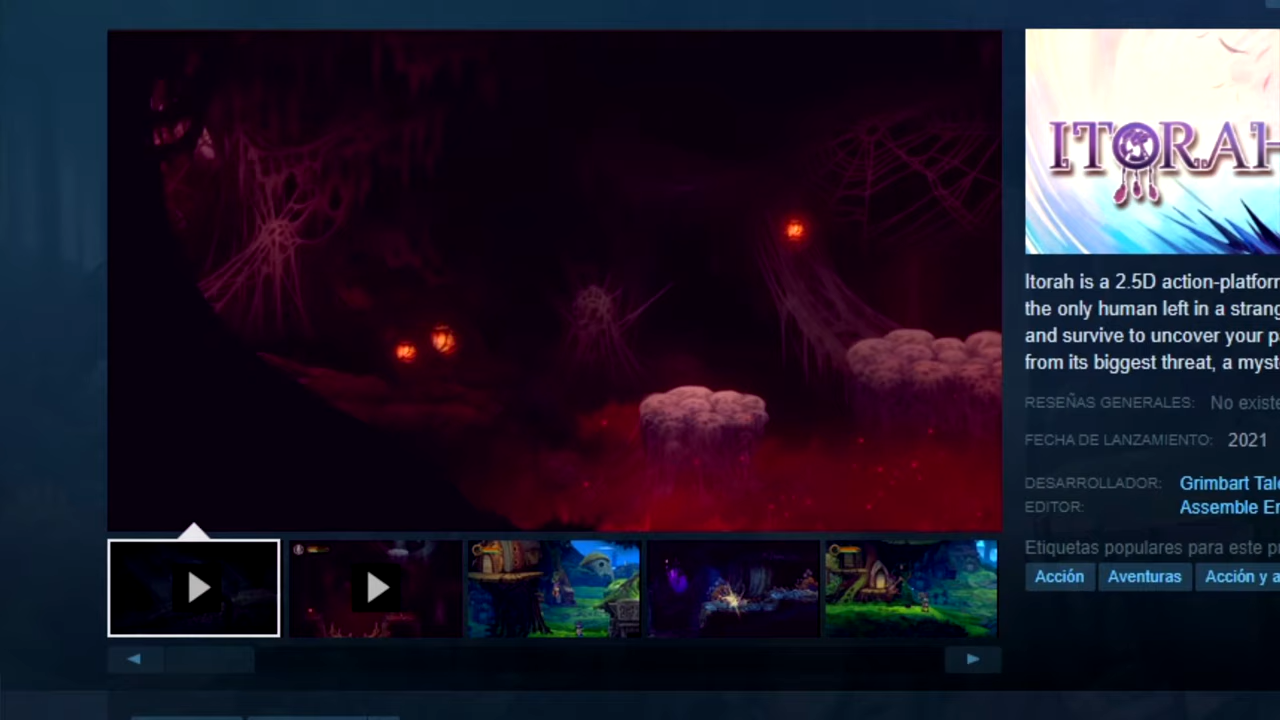 ITORAH
Itorah is a 2.5D action-platform
the only human left in a strang
and survive to uncover your p
from its biggest threat, a myst
RESEÑAS GENERALES: No existe
FECHA DE LANZAMIENTO: 2021
DESARROLLADOR: Grimbart Tale
EDITOR: Assemble En
Etiquetas populares para este p
Acción Aventuras Acción y a